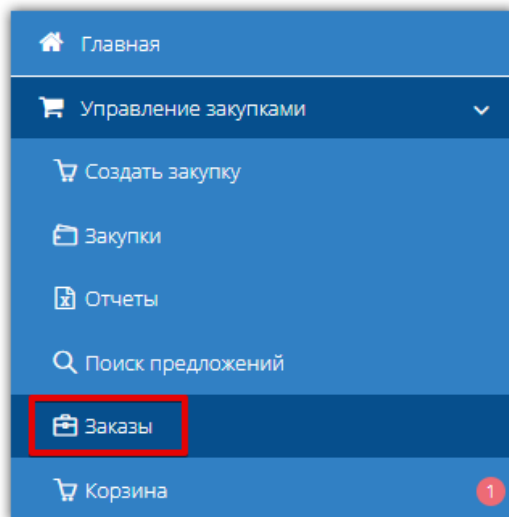 Главная
Управление закупками
Создать закупку
Закупки
Отчеты
Поиск предложений
Заказы
Корзина 1